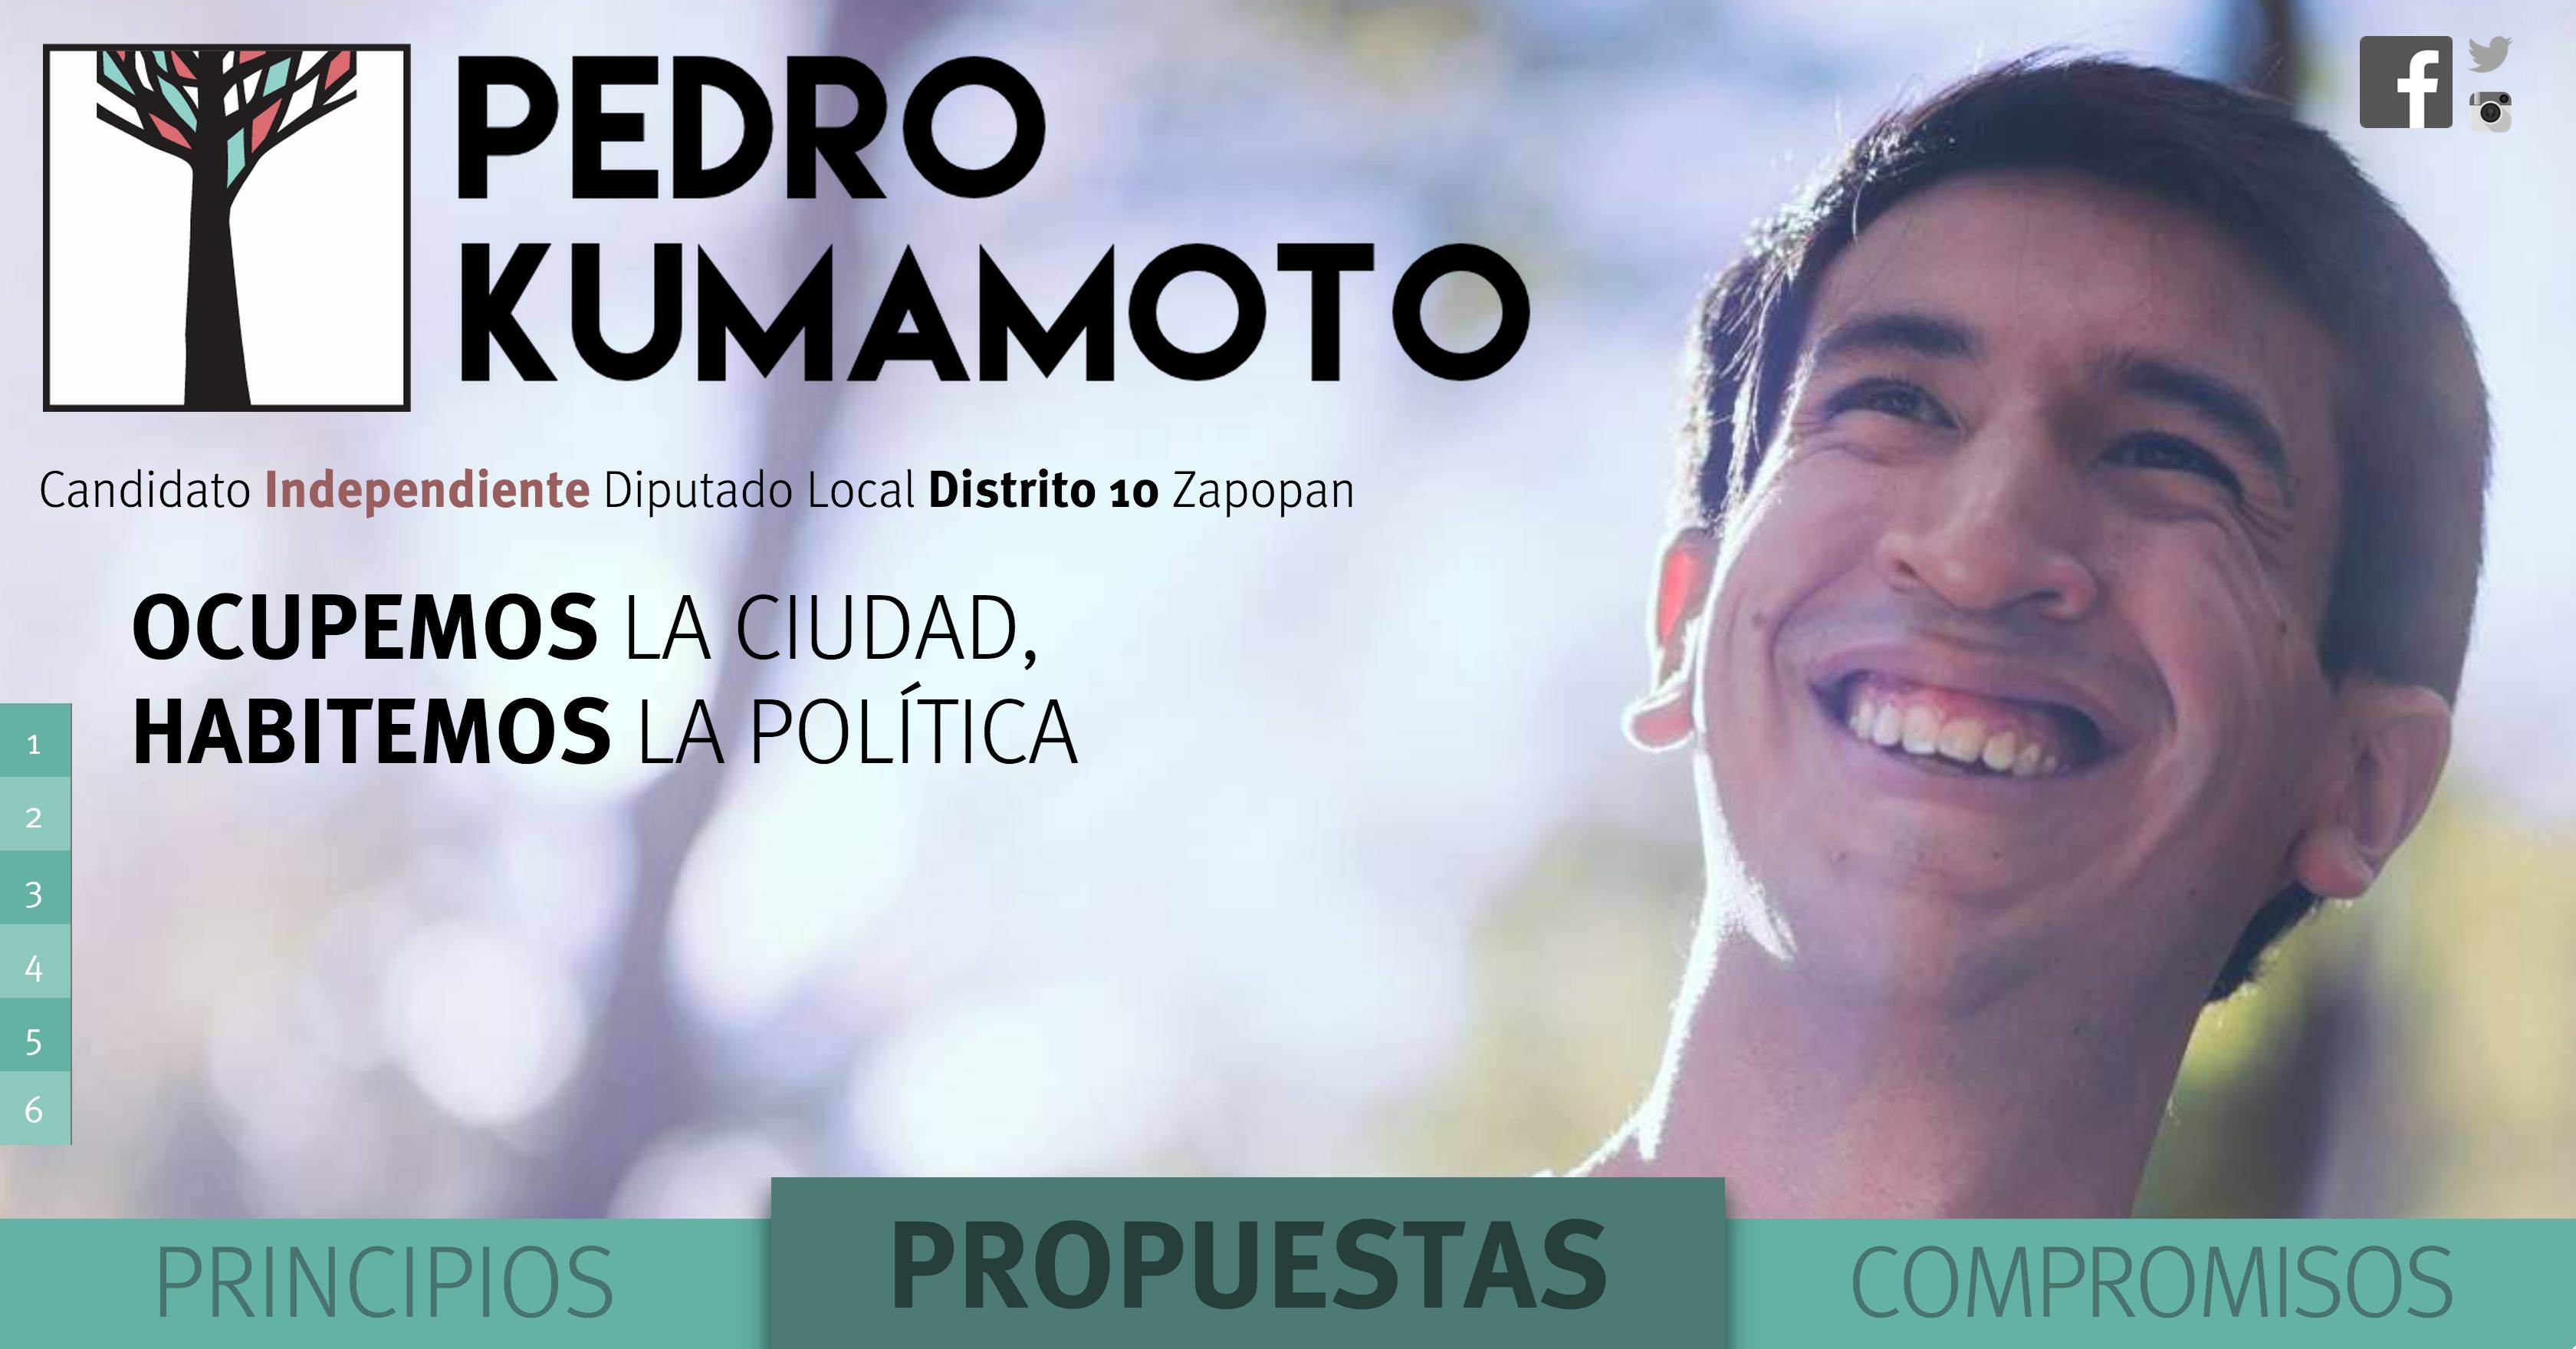 PEDRO
KUMAMOTO
Candidato Independiente Diputado Local Distrito 10 Zapopan
OCUPEMOS LA CIUDAD,
HABITEMOS LA POLÍTICA
1
2
3
4
5
6
PRINCIPIOS
PROPUESTAS
COMPROMISOS